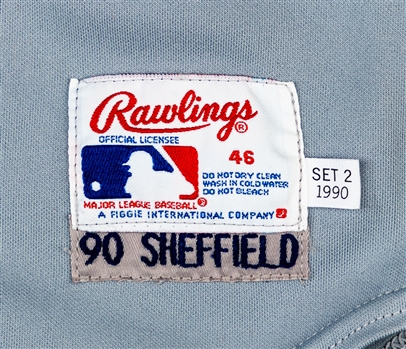 Rawlings®
OFFICIAL LICENSEE
46
DO NOT DRY CLEAN
WASH IN COLD WATER
DO NOT BLEACH
MAJOR LEAGUE BASEBALL®
A FIGGIE INTERNATIONAL COMPANY
SET 2
1990
90 SHEFFIELD